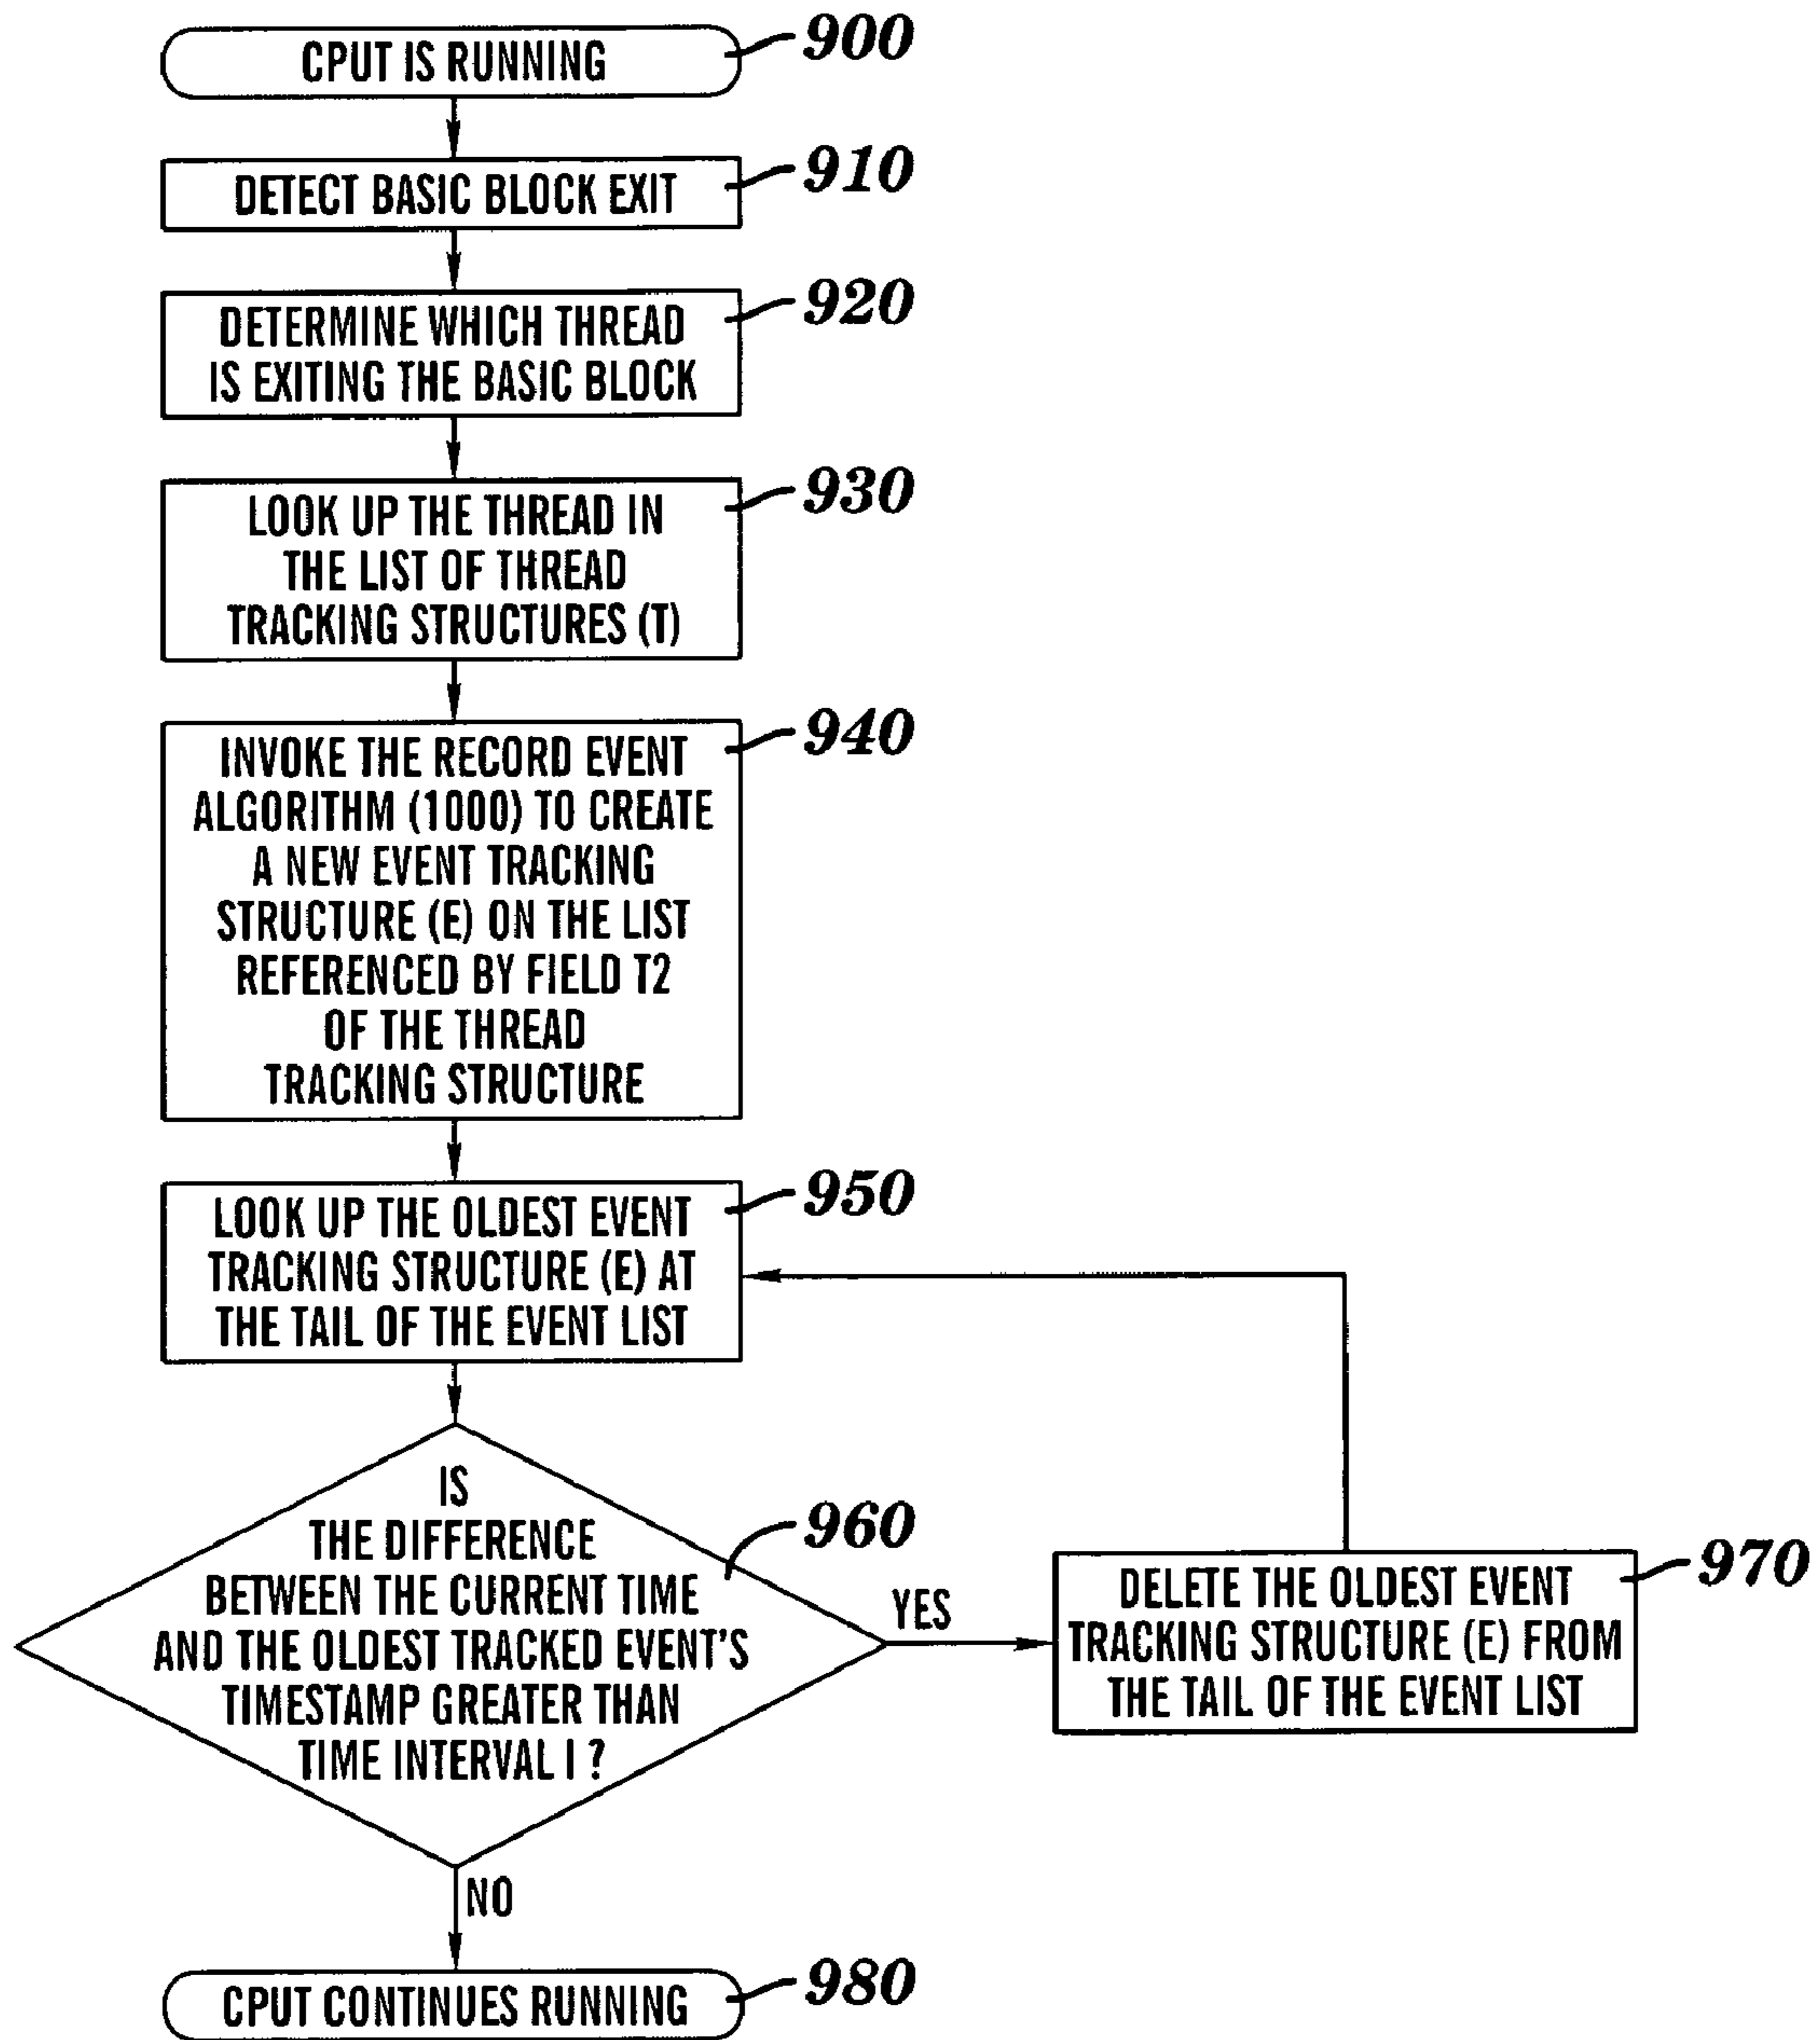 CPUT IS RUNNING
900
DETECT BASIC BLOCK EXIT
910
DETERMINE WHICH THREAD
IS EXITING THE BASIC BLOCK
920
LOOK UP THE THREAD IN
THE LIST OF THREAD
TRACKING STRUCTURES (T)
930
INVOKE THE RECORD EVENT
ALGORITHM (1000) TO CREATE
A NEW EVENT TRACKING
STRUCTURE (E) ON THE LIST
REFERENCED BY FIELD T2
OF THE THREAD
TRACKING STRUCTURE
940
LOOK UP THE OLDEST EVENT
TRACKING STRUCTURE (E) AT
THE TAIL OF THE EVENT LIST
950
IS
THE DIFFERENCE
BETWEEN THE CURRENT TIME
AND THE OLDEST TRACKED EVENT'S
TIMESTAMP GREATER THAN
TIME INTERVAL I ?
960
YES
DELETE THE OLDEST EVENT
TRACKING STRUCTURE (E) FROM
THE TAIL OF THE EVENT LIST
970
NO
CPUT CONTINUES RUNNING
980